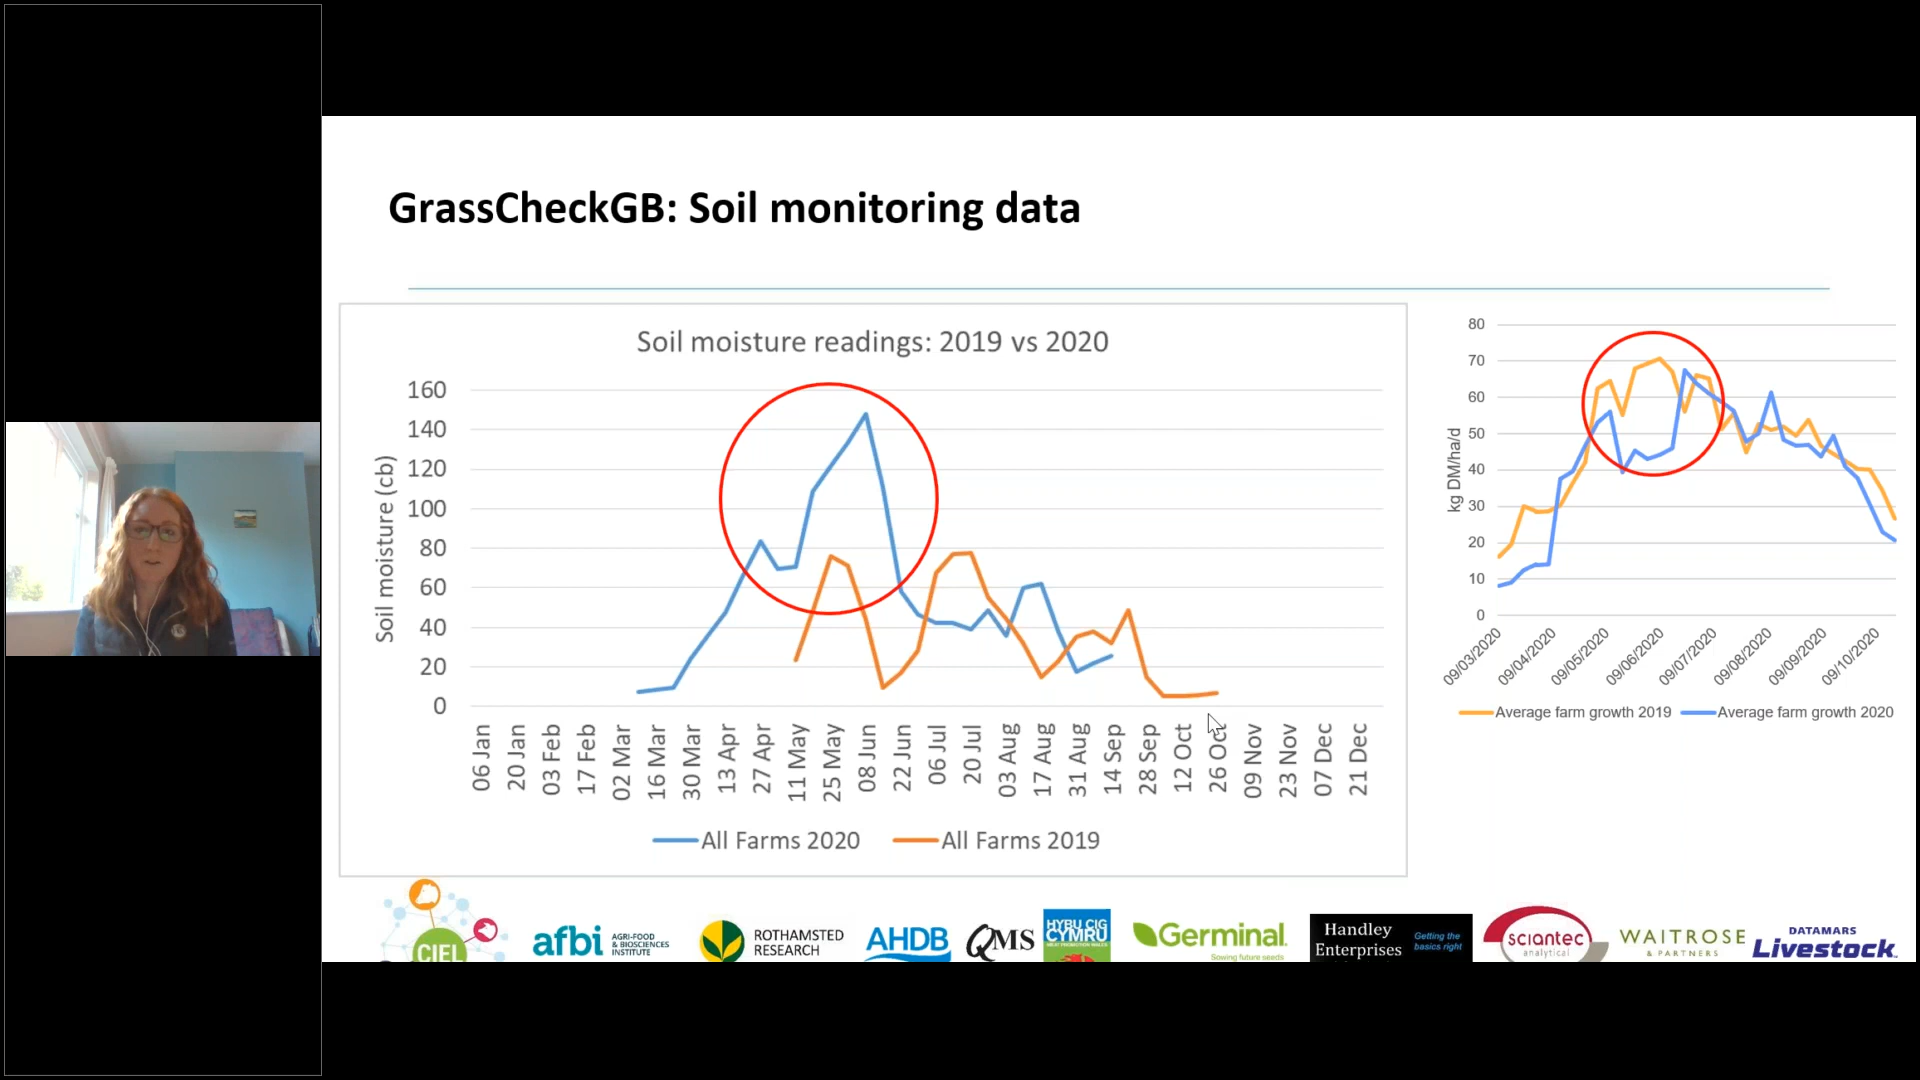 GrassCheckGB: Soil monitoring data
Soil moisture readings: 2019 vs 2020
Soil moisture (cb)
160
140
120
100
80
60
40
20
0
06 Jan
20 Jan
03 Feb
17 Feb
02 Mar
16 Mar
30 Mar
13 Apr
27 Apr
11 May
25 May
08 Jun
22 Jun
06 Jul
20 Jul
03 Aug
17 Aug
31 Aug
14 Sep
28 Sep
12 Oct
26 Oct
09 Nov
23 Nov
07 Dec
21 Dec
All Farms 2020
All Farms 2019
kg DM/ha/d
80
70
60
50
40
30
20
10
0
09/03/2020
09/04/2020
09/05/2020
09/06/2020
09/07/2020
09/08/2020
09/09/2020
09/10/2020
Average farm growth 2019
Average farm growth 2020
CIEL
afbi
AGRI-FOOD
& BIOSCIENCES
INSTITUTE
ROTHAMSTED
RESEARCH
AHDB
QMS
HYBU CIG
CYMRU
MEAT PROMOTION WALES
Germinal
Sowing future seeds
Handley
Enterprises
Getting the
basics right
sciantec
analytical
WAITROSE
& PARTNERS
DATAMARS
Livestock